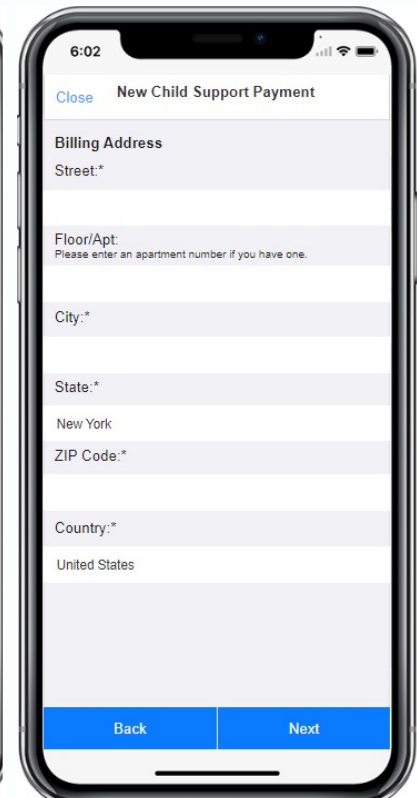 6:02
Close New Child Support Payment
Billing Address
Street:*
Floor/Apt:
Please enter an apartment number if you have one.
City:*
State:*
New York
ZIP Code:*
Country:*
United States
Back Next